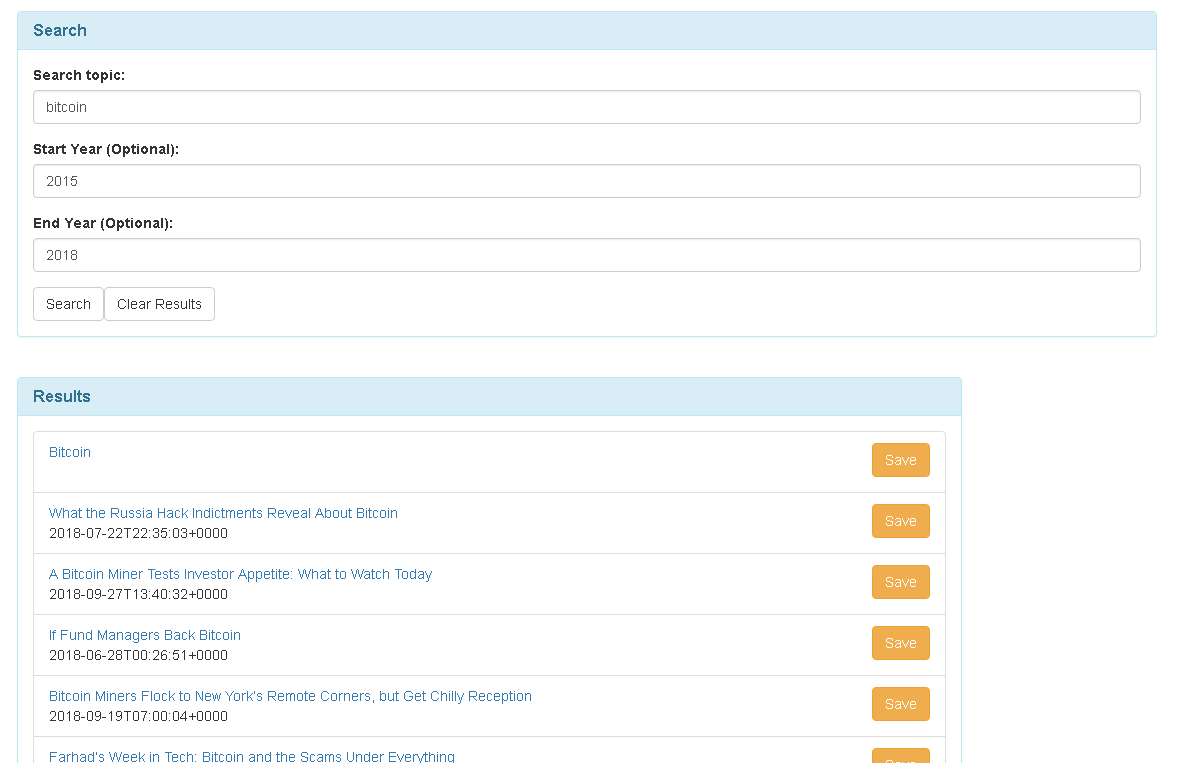 Search
Search topic:
bitcoin
Start Year (Optional):
2015
End Year (Optional):
2018
Search Clear Results
Results
Bitcoin Save
What the Russia Hack Indictments Reveal About Bitcoin
2018-07-22T22:35:03+0000 Save
A Bitcoin Miner Tests Investor Appetite: What to Watch Today
2018-09-27T13:40:32+0000 Save
If Fund Managers Back Bitcoin
2018-06-28T00:26:51+0000 Save
Bitcoin Miners Flock to New York's Remote Corners, but Get Chilly Reception
2018-09-19T07:00:04+0000 Save
Farhad's Week in Tech: Bitcoin and the Scams Under Everything Save